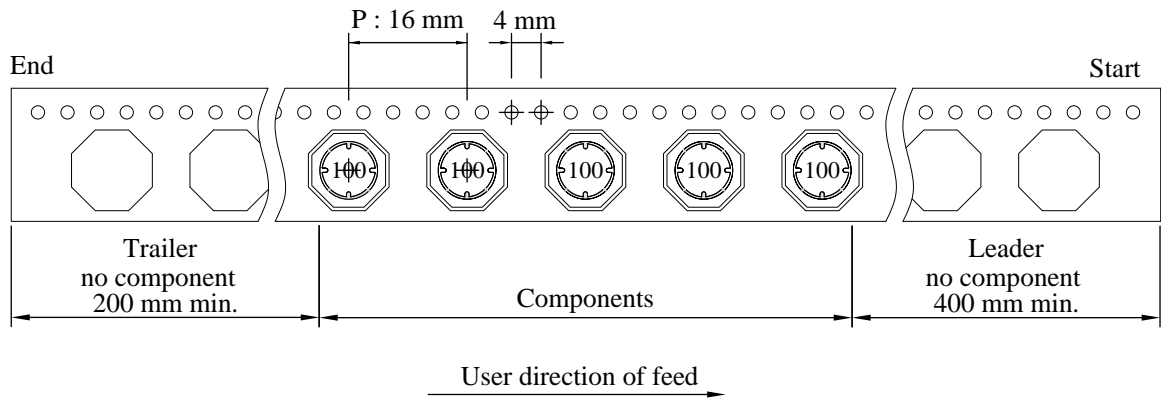 P : 16 mm
4 mm
End
Start
100
100
100
100
100
Trailer
no component
200 mm min.
Components
Leader
no component
400 mm min.
User direction of feed